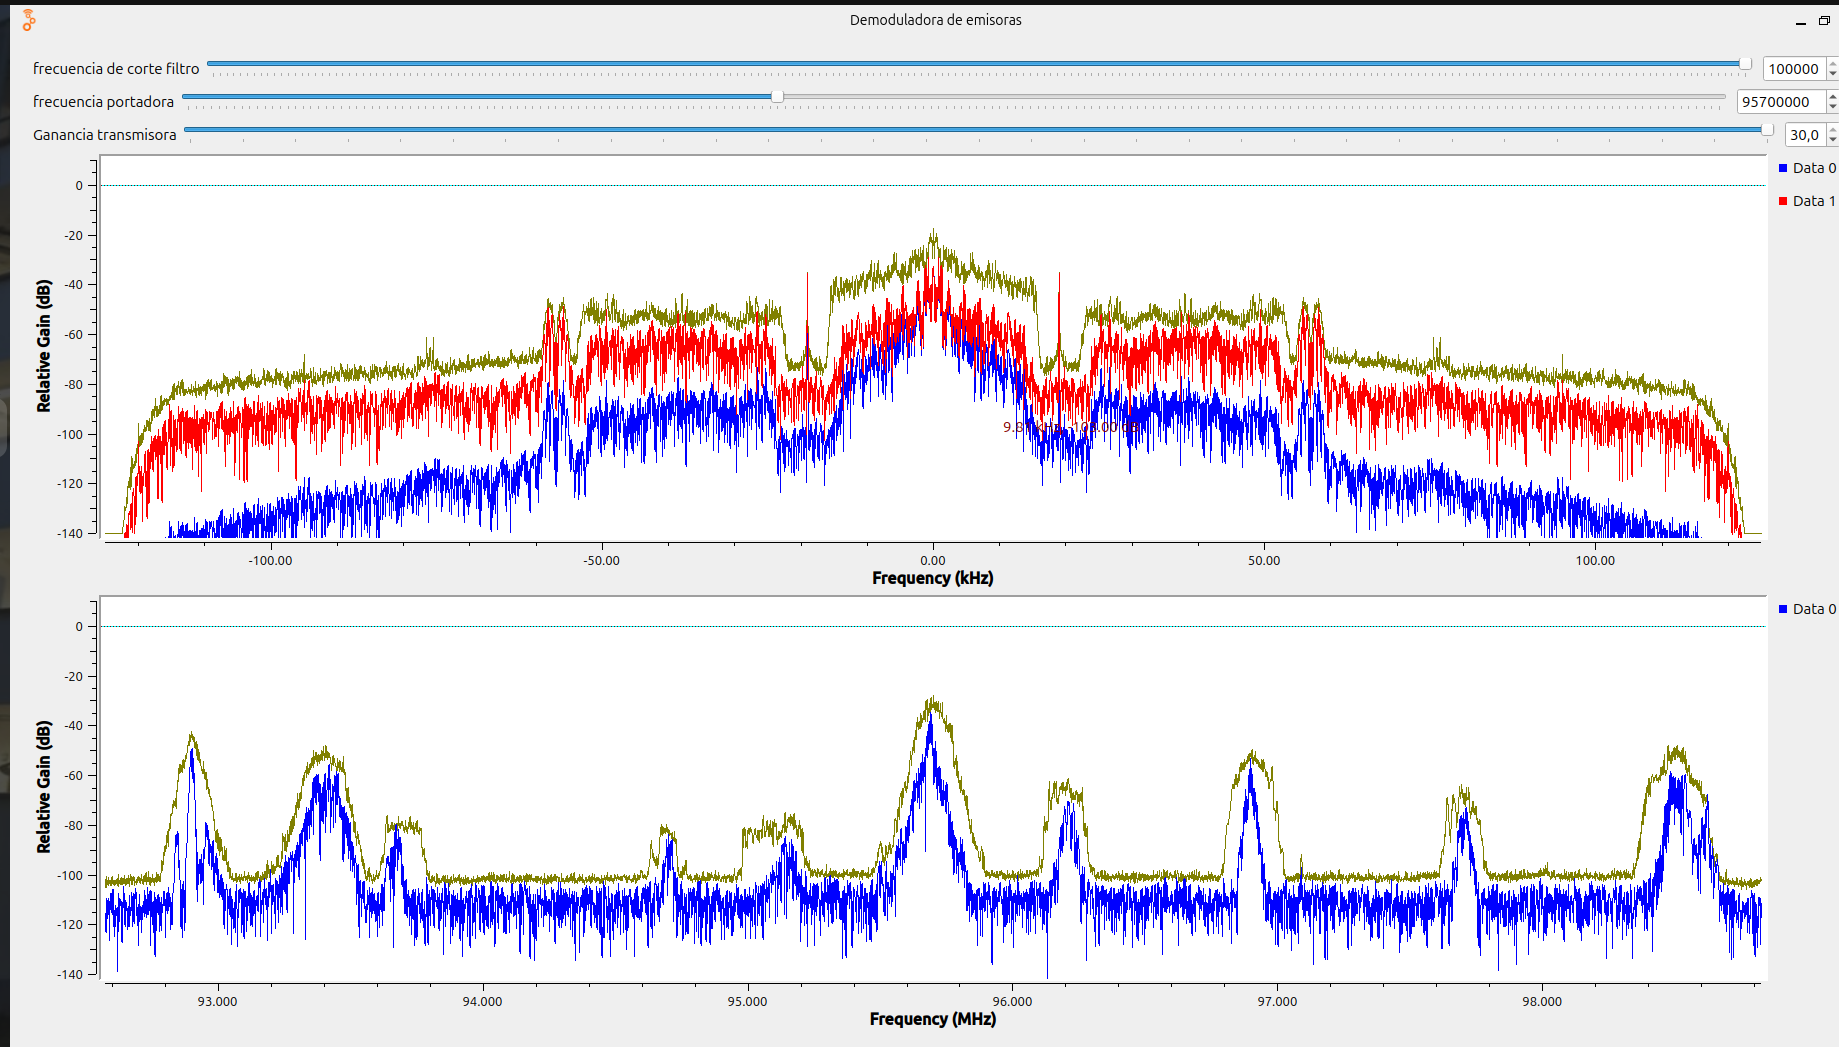 Demoduladora de emisoras
frecuencia de corte filtro 100000
frecuencia portadora 95700000
Ganancia transmisora 30,0
Data 0
Data 1
Relative Gain (dB)
0
-20
-40
-60
-80
-100
-120
-140
-100.00 -50.00 0.00 50.00 100.00
Frequency (kHz)
Data 0
Relative Gain (dB)
0
-20
-40
-60
-80
-100
-120
-140
93.000 94.000 95.000 96.000 97.000 98.000
Frequency (MHz)